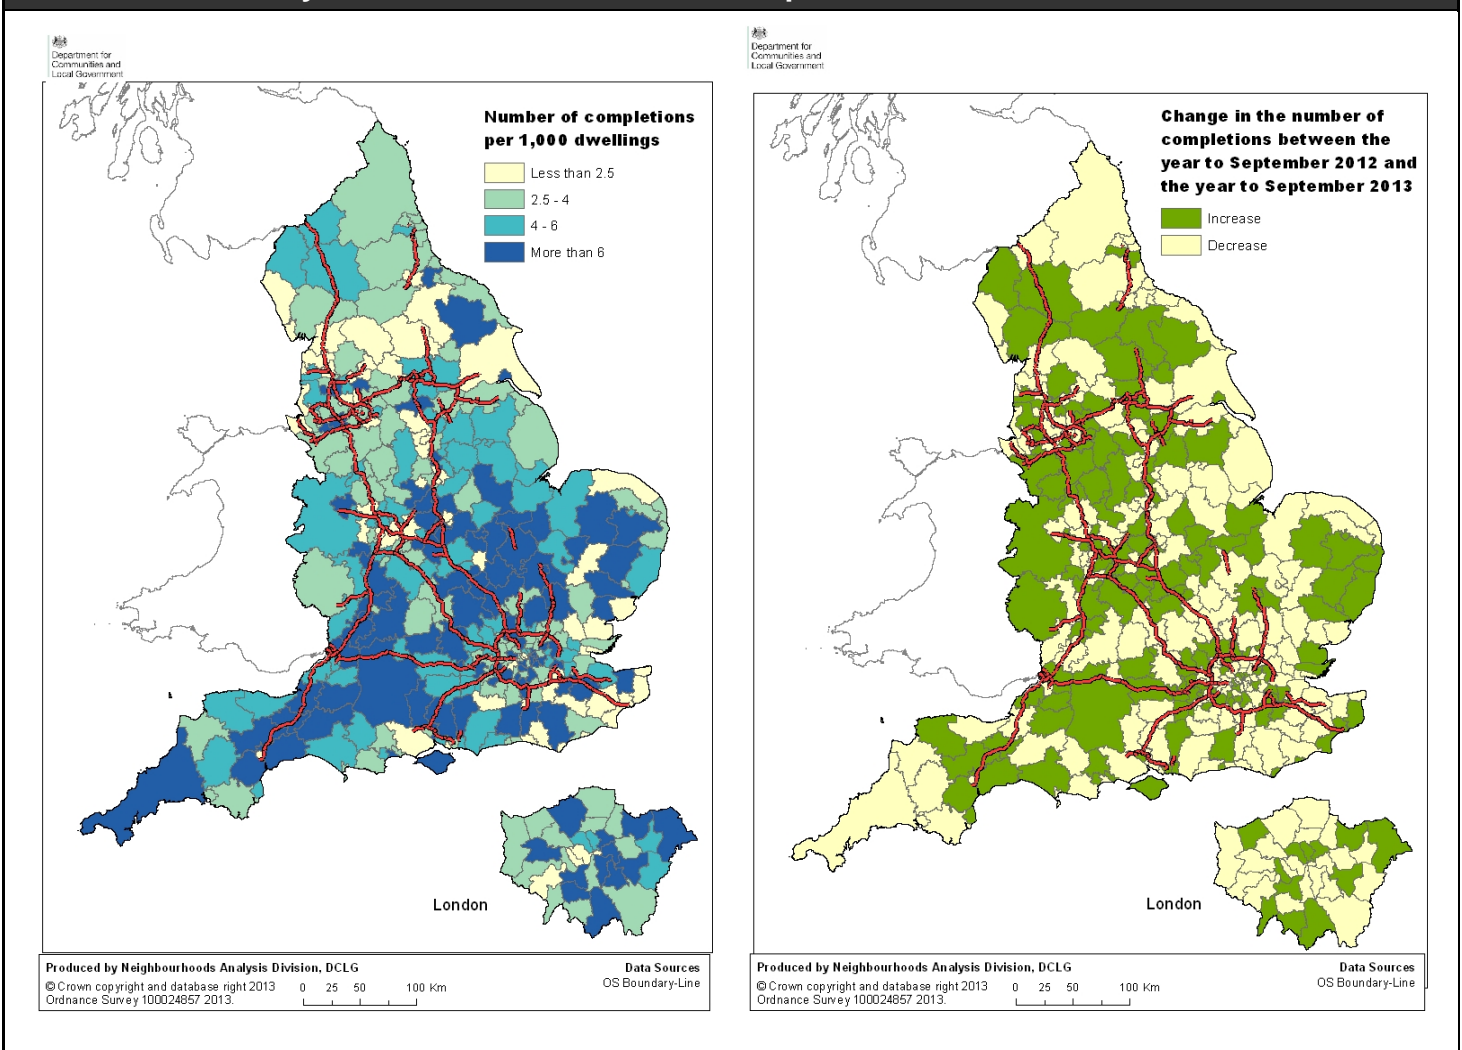 Department for
Communities and
Local Government
Number of completions
per 1,000 dwellings
Less than 2.5
2.5 - 4
4 - 6
More than 6
London
Produced by Neighbourhoods Analysis Division, DCLG
© Crown copyright and database right 2013
Ordnance Survey 100024857 2013.
0 25 50 100 Km
Data Sources
OS Boundary-Line
Department for
Communities and
Local Government
Change in the number of
completions between the
year to September 2012 and
the year to September 2013
Increase
Decrease
London
Produced by Neighbourhoods Analysis Division, DCLG
© Crown copyright and database right 2013
Ordnance Survey 100024857 2013.
0 25 50 100 Km
Data Sources
OS Boundary-Line